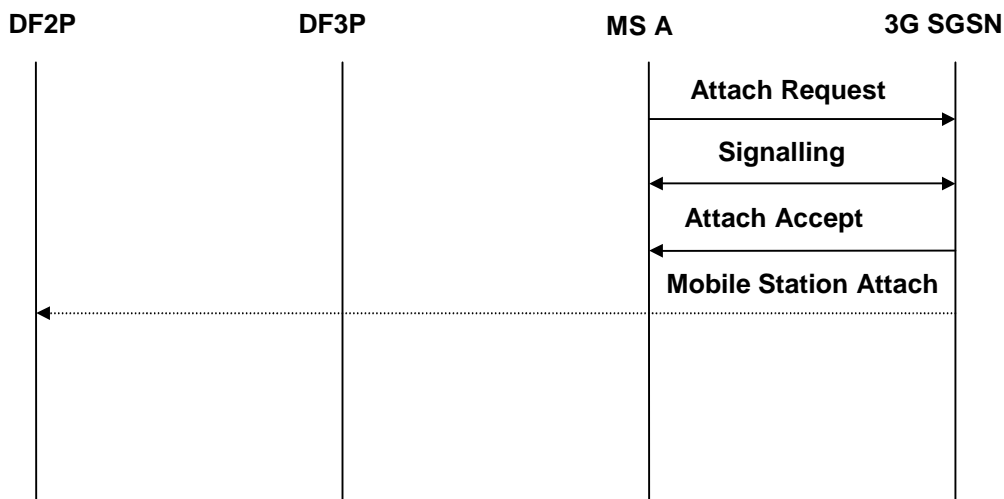 DF2P DF3P MS A 3G SGSN
Attach Request
Signalling
Attach Accept
Mobile Station Attach